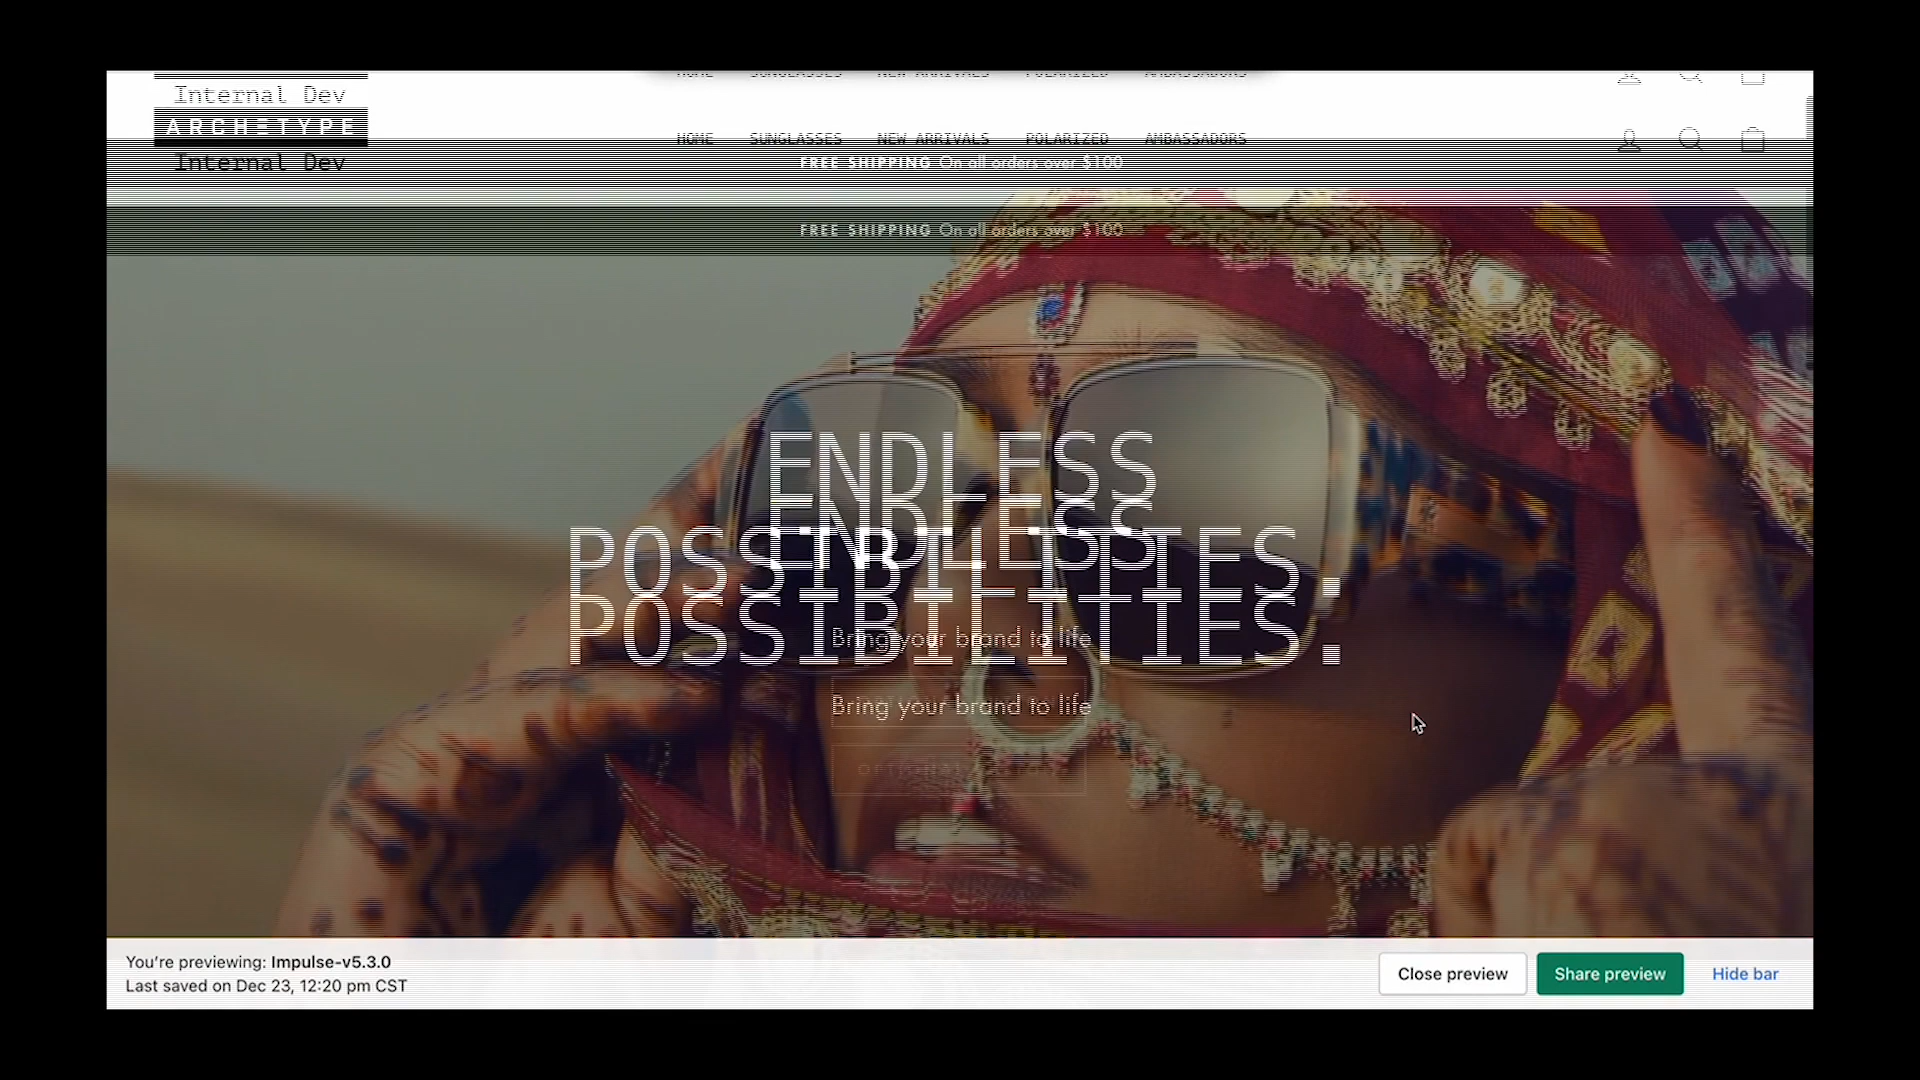 HOME SUNGLASSES NEW ARRIVALS POLARIZED AMBASSADORS
Internal Dev
ARCHETYPE
HOME SUNGLASSES NEW ARRIVALS POLARIZED AMBASSADORS
Internal Dev
FREE SHIPPING On all orders over $100
FREE SHIPPING On all orders over $100
ENDLESS
ENDLESS
POSSIBILITIES.
POSSIBILITIES.
Bring your brand to life
Bring your brand to life
You're previewing: Impulse-v5.3.0
Last saved on Dec 23, 12:20 pm CST
Close preview
Share preview
Hide bar